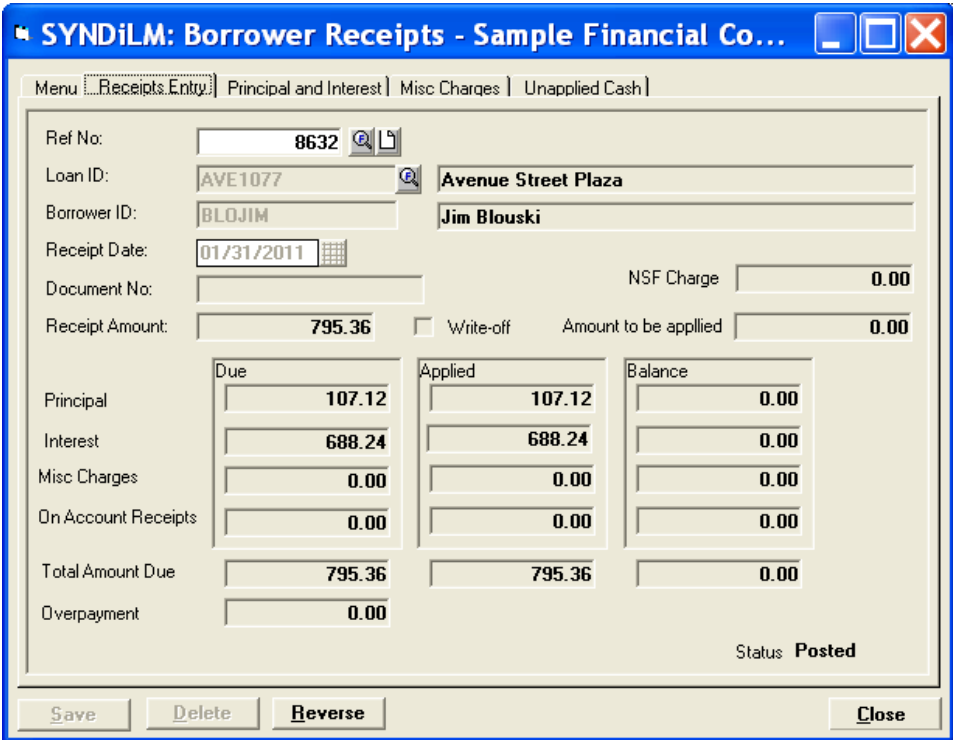 SYNDiLM: Borrower Receipts - Sample Financial Co...
Menu Receipts Entry Principal and Interest Misc Charges Unapplied Cash
Ref No: 8632
Loan ID: AVE1077 Avenue Street Plaza
Borrower ID: BLOJIM Jim Blouski
Receipt Date: 01/31/2011
NSF Charge 0.00
Document No:
Receipt Amount: 795.36 Write-off Amount to be appllied 0.00
Due Applied Balance
Principal 107.12 107.12 0.00
Interest 688.24 688.24 0.00
Misc Charges 0.00 0.00 0.00
On Account Receipts 0.00 0.00 0.00
Total Amount Due 795.36 795.36 0.00
Overpayment 0.00
Status Posted
Save Delete Reverse Close